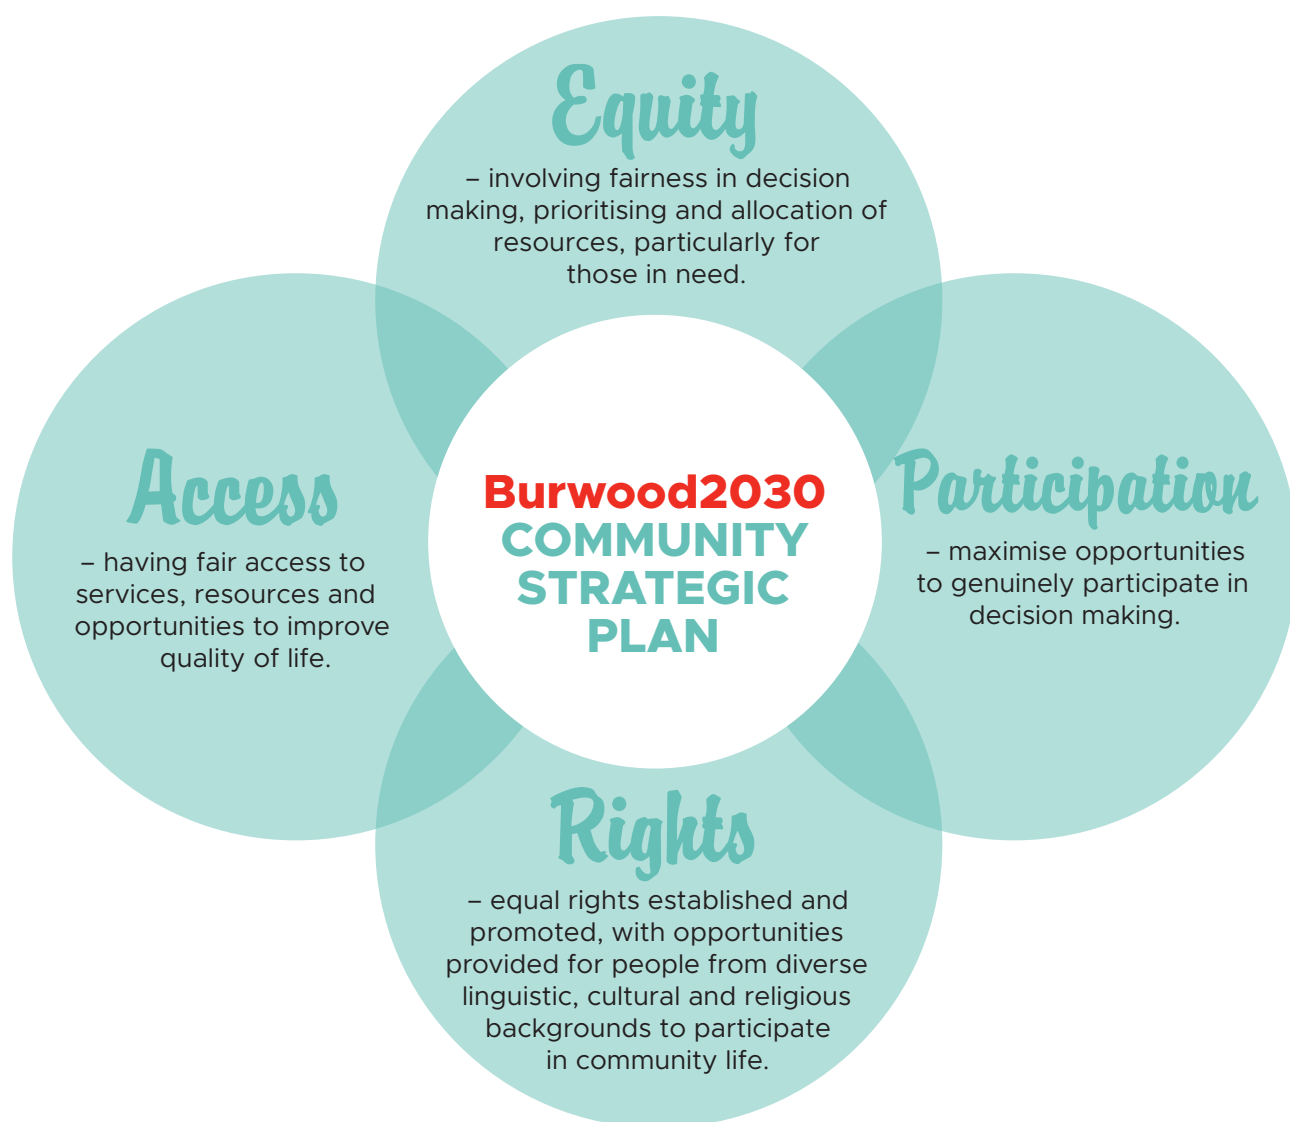 Equity
– involving fairness in decision
making, prioritising and allocation of
resources, particularly for
those in need.
Access
– having fair access to
services, resources and
opportunities to improve
quality of life.
Burwood2030
COMMUNITY
STRATEGIC
PLAN
Participation
– maximise opportunities
to genuinely participate in
decision making.
Rights
– equal rights established and
promoted, with opportunities
provided for people from diverse
linguistic, cultural and religious
backgrounds to participate
in community life.